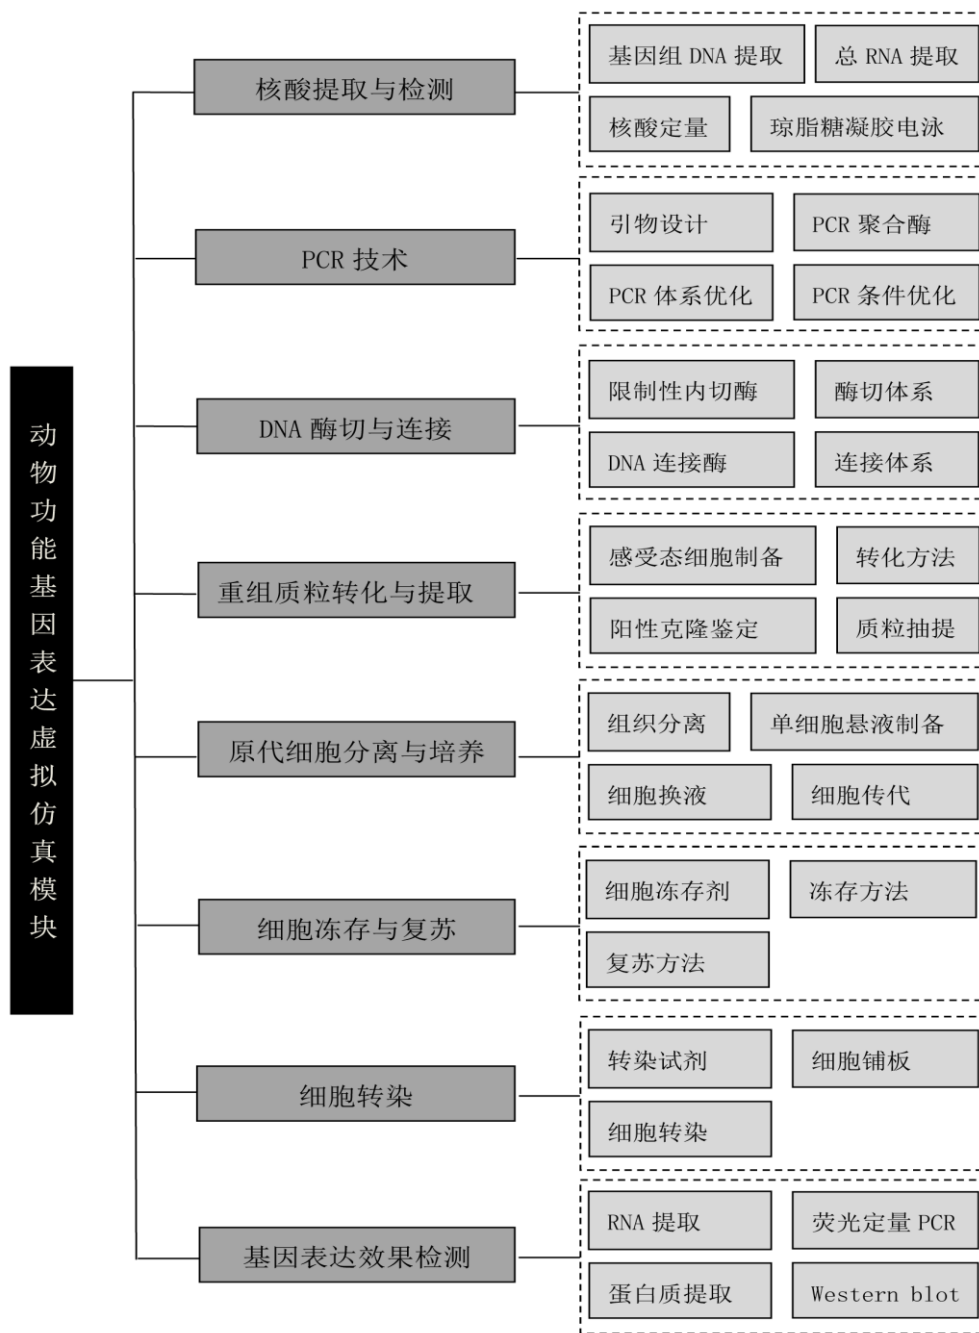 动物功能基因表达虚拟仿真模块
核酸提取与检测
基因组 DNA 提取
总 RNA 提取
核酸定量
琼脂糖凝胶电泳
PCR 技术
引物设计
PCR 聚合酶
PCR 体系优化
PCR 条件优化
DNA 酶切与连接
限制性内切酶
酶切体系
DNA 连接酶
连接体系
重组质粒转化与提取
感受态细胞制备
转化方法
阳性克隆鉴定
质粒抽提
原代细胞分离与培养
组织分离
单细胞悬液制备
细胞换液
细胞传代
细胞冻存与复苏
细胞冻存剂
冻存方法
复苏方法
细胞转染
转染试剂
细胞铺板
细胞转染
基因表达效果检测
RNA 提取
荧光定量 PCR
蛋白质提取
Western blot